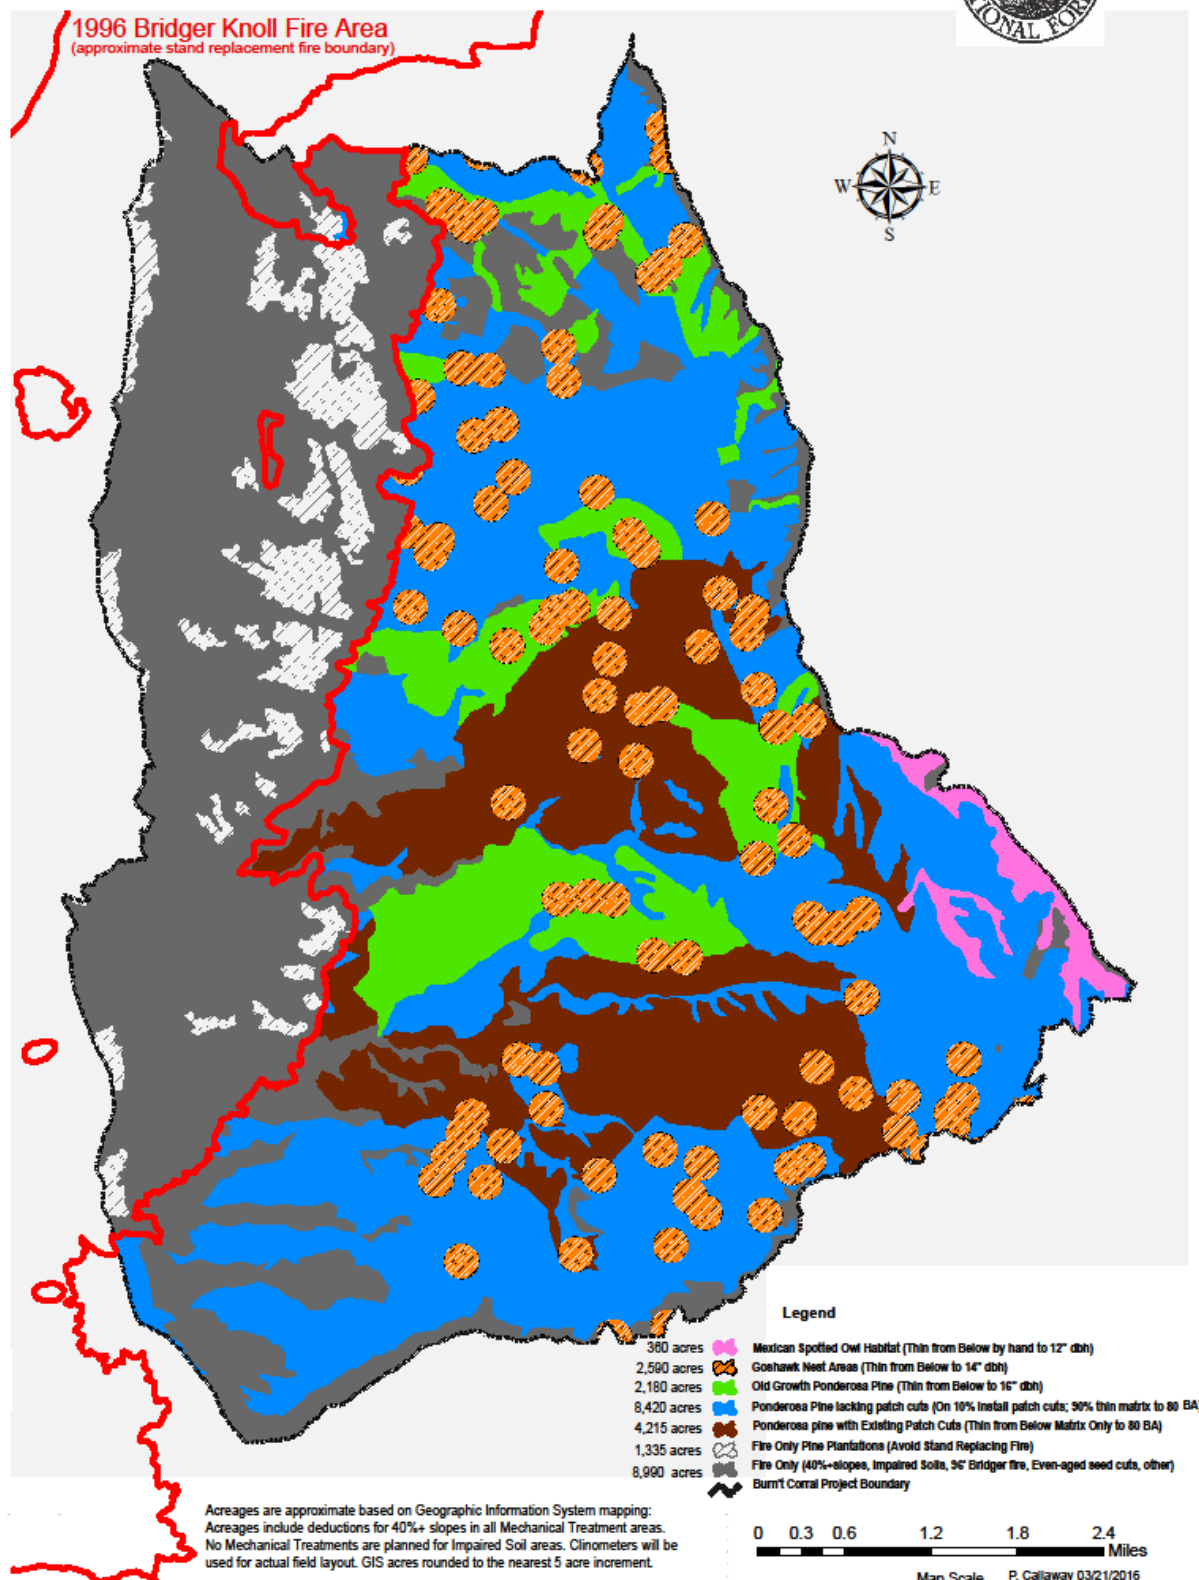 TIONAL FOR
1996 Bridger Knoll Fire Area
(approximate stand replacement fire boundary)
N
W E
S
Legend
360 acres Mexican Spotted Owl Habitat (Thin from Below by hand to 12" dbh)
2,590 acres Goshawk Nest Areas (Thin from Below to 14" dbh)
2,180 acres Old Growth Ponderosa Pine (Thin from Below to 16" dbh)
8,420 acres Ponderosa Pine lacking patch cuts (On 10% install patch cuts; 90% thin matrix to 80 BA
4,215 acres Ponderosa pine with Existing Patch Cuts (Thin from Below Matrix Only to 80 BA)
1,335 acres Fire Only Pine Plantations (Avoid Stand Replacing Fire)
8,990 acres Fire Only (40%+slopes, Impaired Soils, 96' Bridger fire, Even-aged seed cuts, other)
Burn't Corral Project Boundary
Acreages are approximate based on Geographic Information System mapping:
Acreages include deductions for 40%+ slopes in all Mechanical Treatment areas.
No Mechanical Treatments are planned for Impaired Soil areas. Clinometers will be
used for actual field layout. GIS acres rounded to the nearest 5 acre increment.
0 0.3 0.6 1.2 1.8 2.4
Miles
Map Scale P. Callaway 03/21/2016